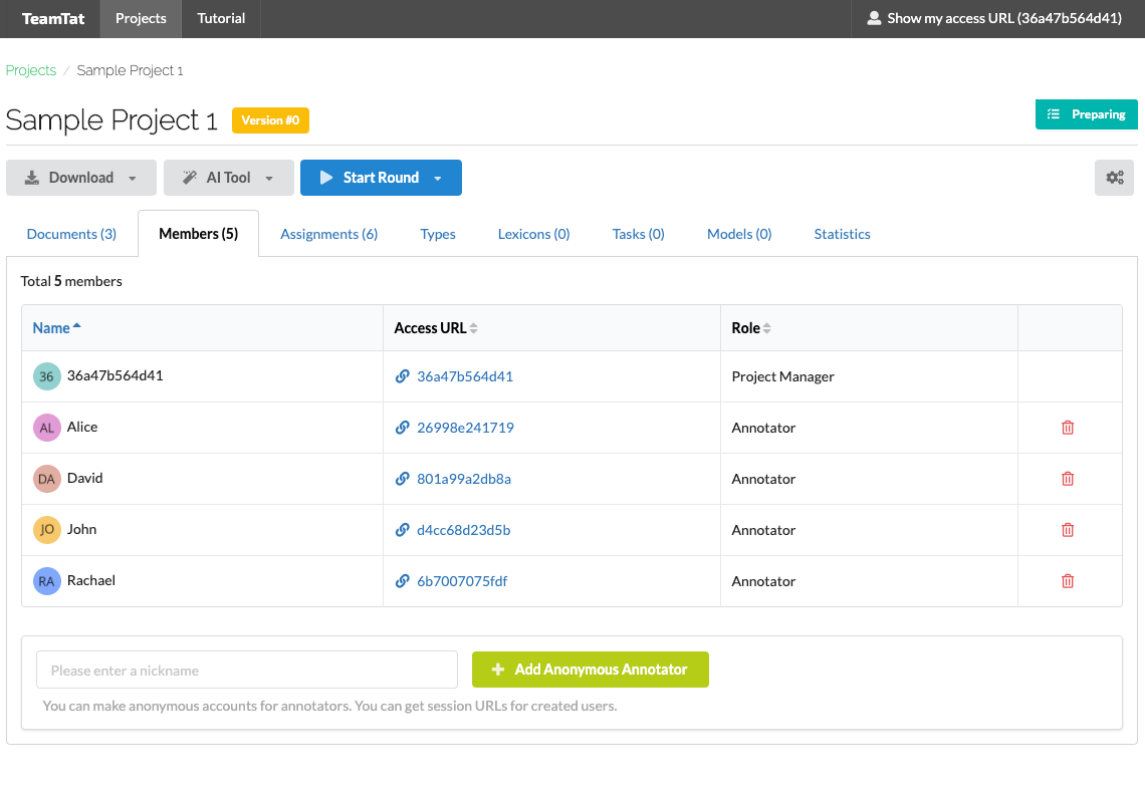 TeamTat Projects Tutorial Show my access URL (36a47b564d41)
Projects / Sample Project 1
Sample Project 1 Version #0 Preparing
Download AI Tool Start Round
Documents (3) Members (5) Assignments (6) Types Lexicons (0) Tasks (0) Models (0) Statistics
Total 5 members
Name Access URL Role
36 36a47b564d41 36a47b564d41 Project Manager
AL Alice 26998e241719 Annotator
DA David 801a99a2db8a Annotator
JO John d4cc68d23d5b Annotator
RA Rachael 6b7007075fdf Annotator
Please enter a nickname Add Anonymous Annotator
You can make anonymous accounts for annotators. You can get session URLs for created users.